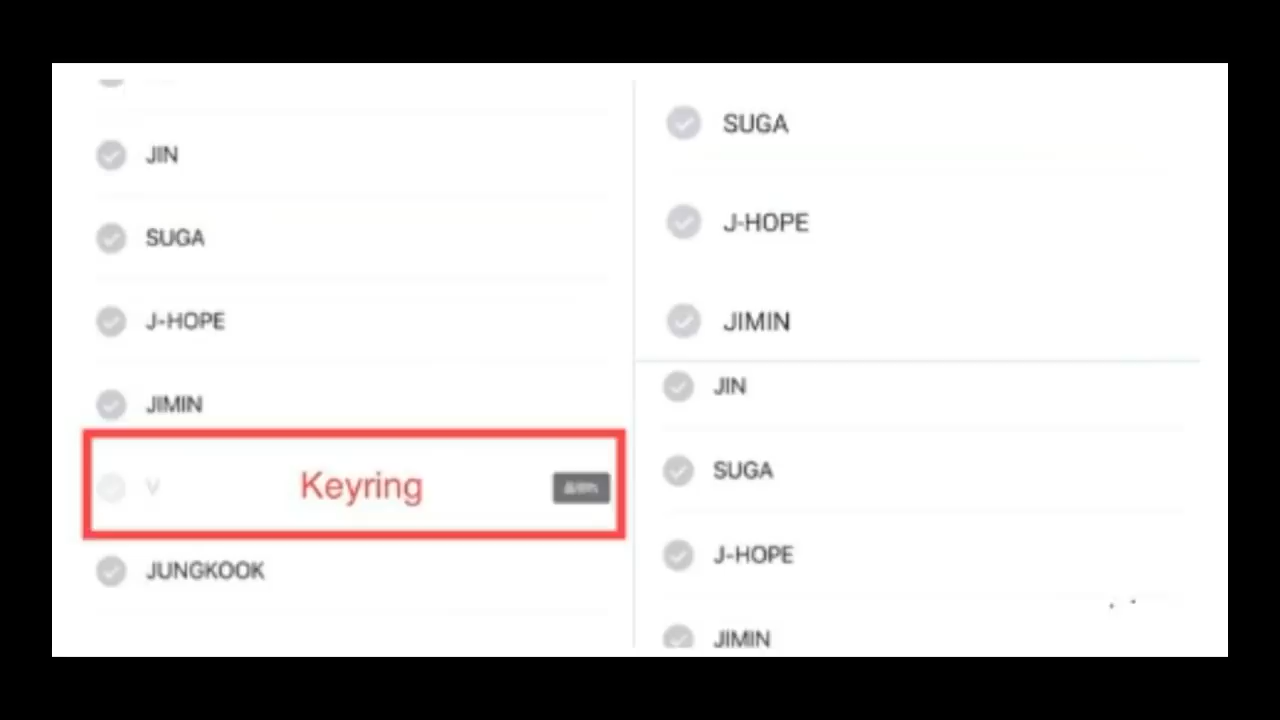 JIN
SUGA
J-HOPE
JIMIN
V
Keyring
JUNGKOOK
SUGA
J-HOPE
JIMIN
JIN
SUGA
J-HOPE
JIMIN